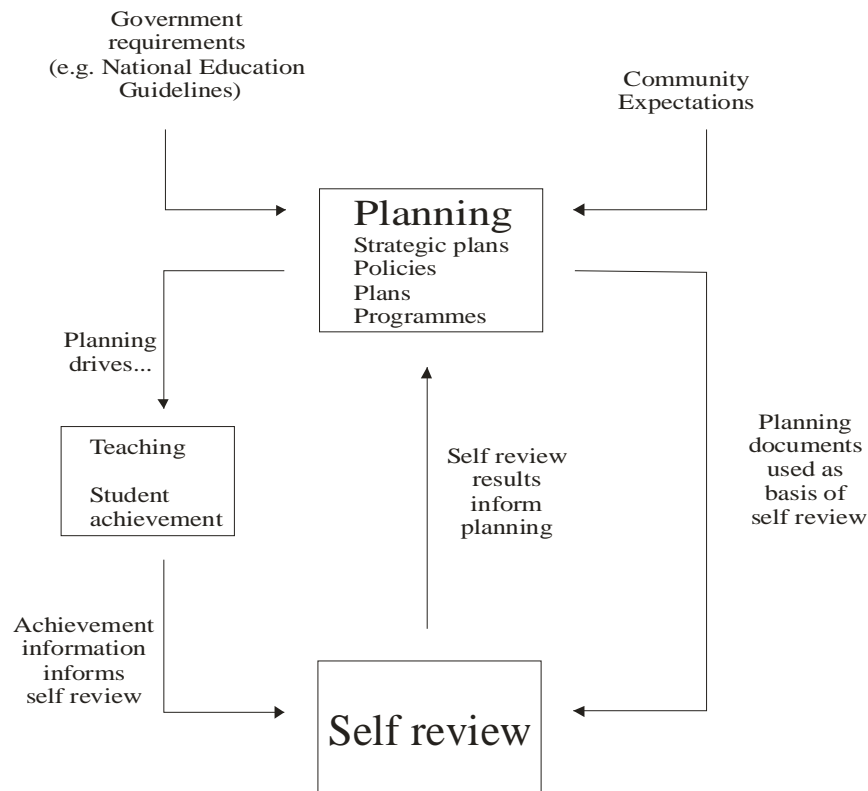 Government
requirements
(e.g. National Education
Guidelines)
Community
Expectations
Planning
Strategic plans
Policies
Plans
Programmes
Planning
drives...
Teaching
Student
achievement
Self review
results
inform
planning
Planning
documents
used as
basis of
self review
Achievement
information
informs
self review
Self review